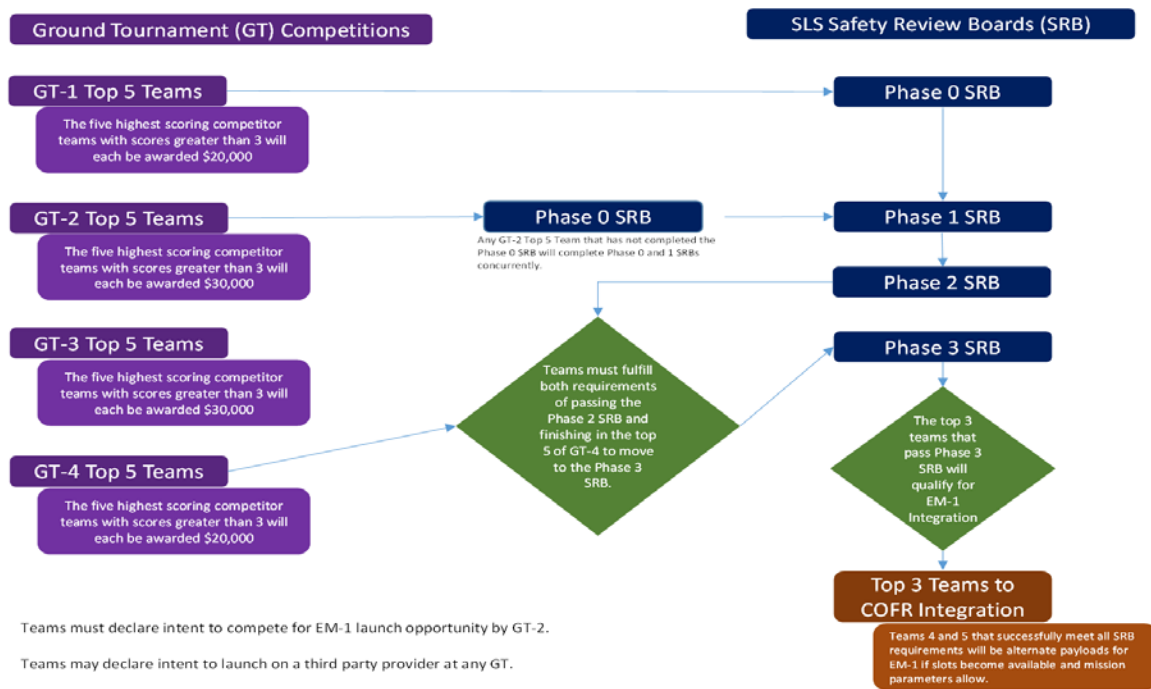 Ground Tournament (GT) Competitions
SLS Safety Review Boards (SRB)
GT-1 Top 5 Teams
Phase 0 SRB
The five highest scoring competitor
teams with scores greater than 3 will
each be awarded $20,000
GT-2 Top 5 Teams
Phase 0 SRB
Phase 1 SRB
The five highest scoring competitor
teams with scores greater than 3 will
each be awarded $30,000
Any GT-2 Top 5 Team that has not completed the
Phase 0 SRB will complete Phase 0 and 1 SRBs
concurrently.
Phase 2 SRB
GT-3 Top 5 Teams
Phase 3 SRB
The five highest scoring competitor
teams with scores greater than 3 will
each be awarded $30,000
Teams must fulfill
both requirements
of passing the
Phase 2 SRB and
finishing in the top
5 of GT-4 to move
to the Phase 3
SRB.
The top 3
teams that
pass Phase 3
SRB will
qualify for
EM-1
Integration
GT-4 Top 5 Teams
The five highest scoring competitor
teams with scores greater than 3 will
each be awarded $20,000
Top 3 Teams to
COFR Integration
Teams 4 and 5 that successfully meet all SRB
requirements will be alternate payloads for
EM-1 if slots become available and mission
parameters allow.
Teams must declare intent to compete for EM-1 launch opportunity by GT-2.
Teams may declare intent to launch on a third party provider at any GT.